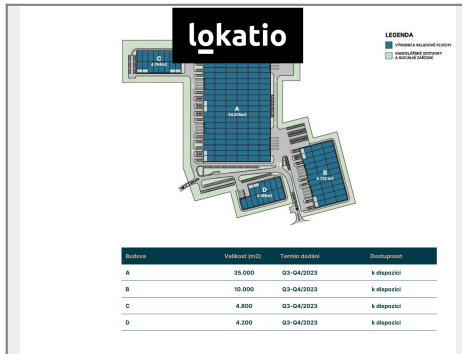 lokatio
LEGENDA
VÝROBNÍ A SKLADOVÉ PLOCHY
KANCELÁŘSKÉ VESTAVKY
A SOCIÁLNÍ ZAŘÍZENÍ
C
A
B
D
Budova Velikost (m2) Termín dodání Dostupnost
A 35.000 Q3-Q4/2023 k dispozici
B 10.000 Q3-Q4/2023 k dispozici
C 4.800 Q3-Q4/2023 k dispozici
D 4.200 Q3-Q4/2023 k dispozici